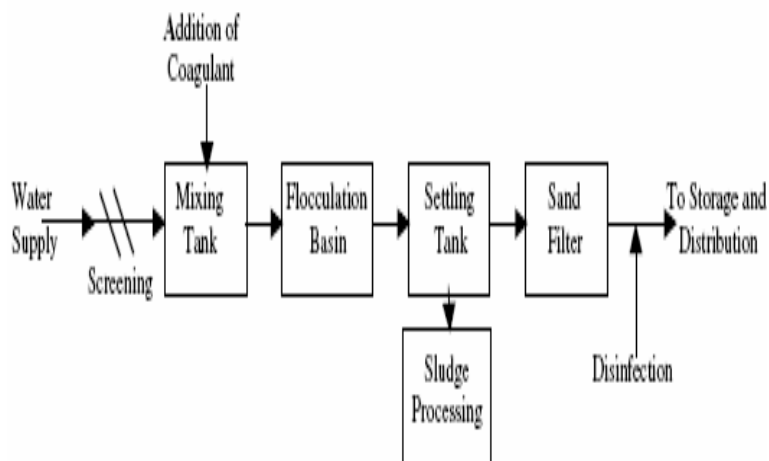 Addition of
Coagulant
Water
Supply
Screening
Mixing
Tank
Flocculation
Basin
Settling
Tank
Sand
Filter
To Storage and
Distribution
Sludge
Processing
Disinfection